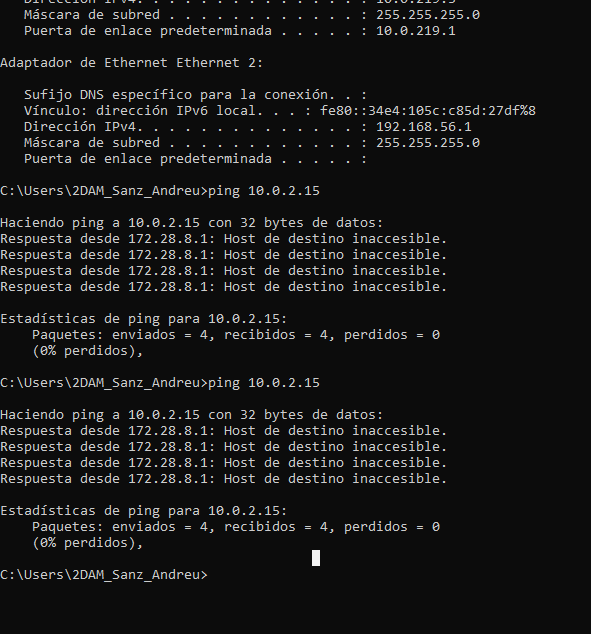 Dirección IPv4. . . . . . . . . . . . . . : 10.0.219.3
Máscara de subred . . . . . . . . . . . . : 255.255.255.0
Puerta de enlace predeterminada . . . . . : 10.0.219.1
Adaptador de Ethernet Ethernet 2:
Sufijo DNS específico para la conexión. . :
Vínculo: dirección IPv6 local. . . : fe80::34e4:105c:c85d:27df%8
Dirección IPv4. . . . . . . . . . . . . . : 192.168.56.1
Máscara de subred . . . . . . . . . . . . : 255.255.255.0
Puerta de enlace predeterminada . . . . . :
C:\Users\2DAM_Sanz_Andreu>ping 10.0.2.15
Haciendo ping a 10.0.2.15 con 32 bytes de datos:
Respuesta desde 172.28.8.1: Host de destino inaccesible.
Respuesta desde 172.28.8.1: Host de destino inaccesible.
Respuesta desde 172.28.8.1: Host de destino inaccesible.
Respuesta desde 172.28.8.1: Host de destino inaccesible.
Estadísticas de ping para 10.0.2.15:
Paquetes: enviados = 4, recibidos = 4, perdidos = 0
(0% perdidos),
C:\Users\2DAM_Sanz_Andreu>ping 10.0.2.15
Haciendo ping a 10.0.2.15 con 32 bytes de datos:
Respuesta desde 172.28.8.1: Host de destino inaccesible.
Respuesta desde 172.28.8.1: Host de destino inaccesible.
Respuesta desde 172.28.8.1: Host de destino inaccesible.
Respuesta desde 172.28.8.1: Host de destino inaccesible.
Estadísticas de ping para 10.0.2.15:
Paquetes: enviados = 4, recibidos = 4, perdidos = 0
(0% perdidos),
C:\Users\2DAM_Sanz_Andreu>